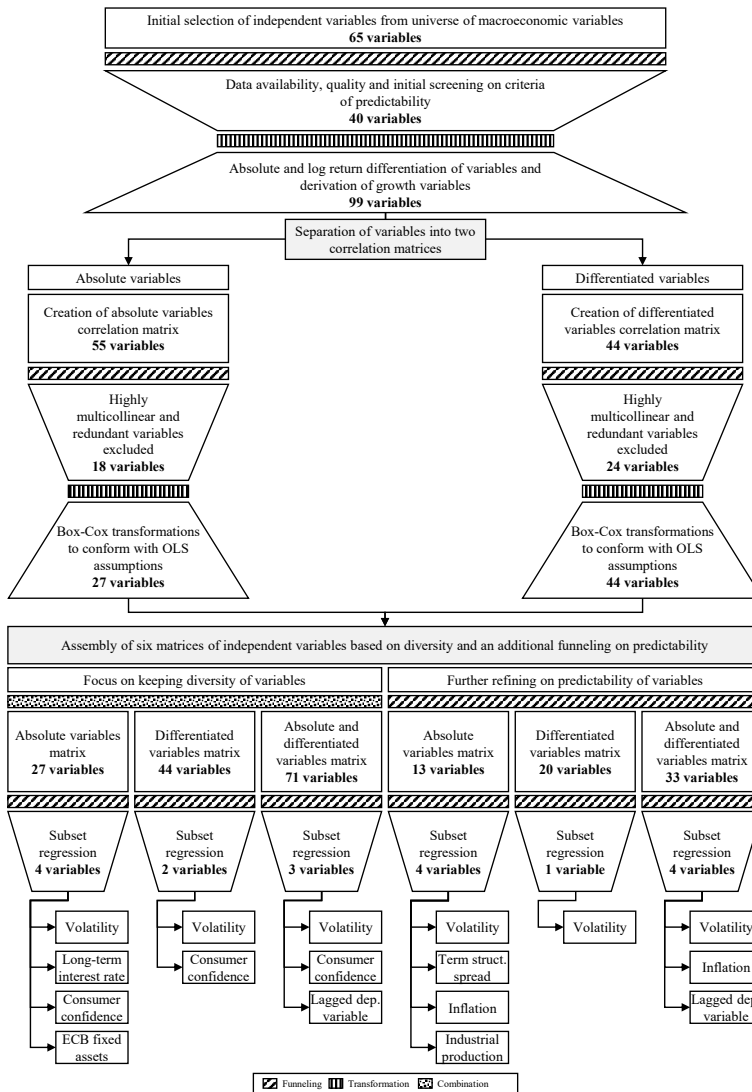 Initial selection of independent variables from universe of macroeconomic variables
65 variables
Data availability, quality and initial screening on criteria
of predictability
40 variables
Absolute and log return differentiation of variables and
derivation of growth variables
99 variables
Separation of variables into two
correlation matrices
Absolute variables
Creation of absolute variables
correlation matrix
55 variables
Highly
multicollinear and
redundant variables
excluded
18 variables
Box-Cox transformations
to conform with OLS
assumptions
27 variables
Differentiated variables
Creation of differentiated
variables correlation matrix
44 variables
Highly
multicollinear and
redundant variables
excluded
24 variables
Box-Cox transformations
to conform with OLS
assumptions
44 variables
Assembly of six matrices of independent variables based on diversity and an additional funneling on predictability
Focus on keeping diversity of variables
Further refining on predictability of variables
Absolute variables
matrix
27 variables
Differentiated
variables matrix
44 variables
Absolute and
differentiated
variables matrix
71 variables
Absolute
variables matrix
13 variables
Differentiated
variables matrix
20 variables
Absolute and
differentiated
variables matrix
33 variables
Subset
regression
4 variables
Subset
regression
2 variables
Subset
regression
3 variables
Subset
regression
4 variables
Subset
regression
1 variable
Subset
regression
4 variables
Volatility
Long-term
interest rate
Consumer
confidence
ECB fixed
assets
Volatility
Consumer
confidence
Volatility
Consumer
confidence
Lagged dep.
variable
Volatility
Term struct.
spread
Inflation
Industrial
production
Volatility
Volatility
Inflation
Lagged dep.
variable
Funneling
Transformation
Combination